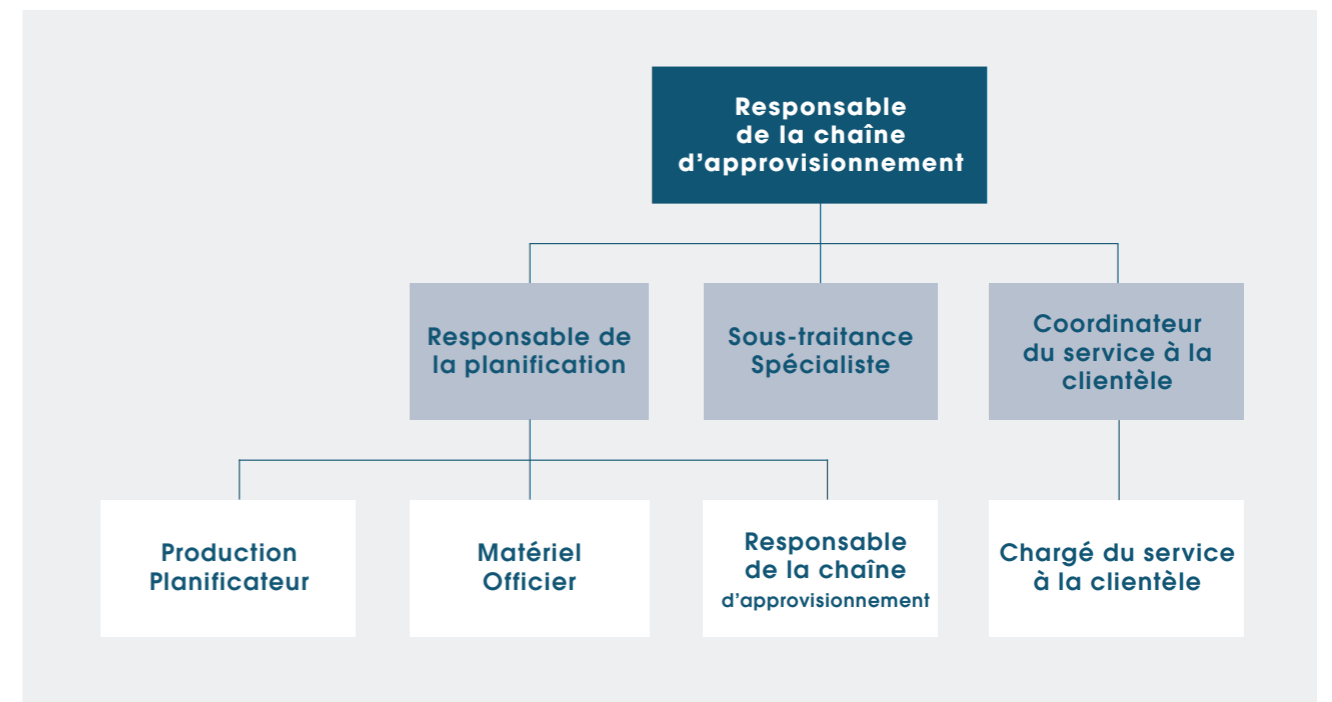 Responsable
de la chaîne
d'approvisionnement
Responsable de
la planification
Sous-traitance
Spécialiste
Coordinateur
du service à la
clientèle
Production
Planificateur
Matériel
Officier
Responsable
de la chaîne
d'approvisionnement
Chargé du service
à la clientèle